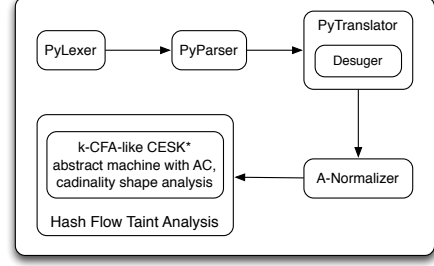 PyLexer
PyParser
PyTranslator
Desuger
k-CFA-like CESK*
abstract machine with AC,
cadinality shape analysis
Hash Flow Taint Analysis
A-Normalizer